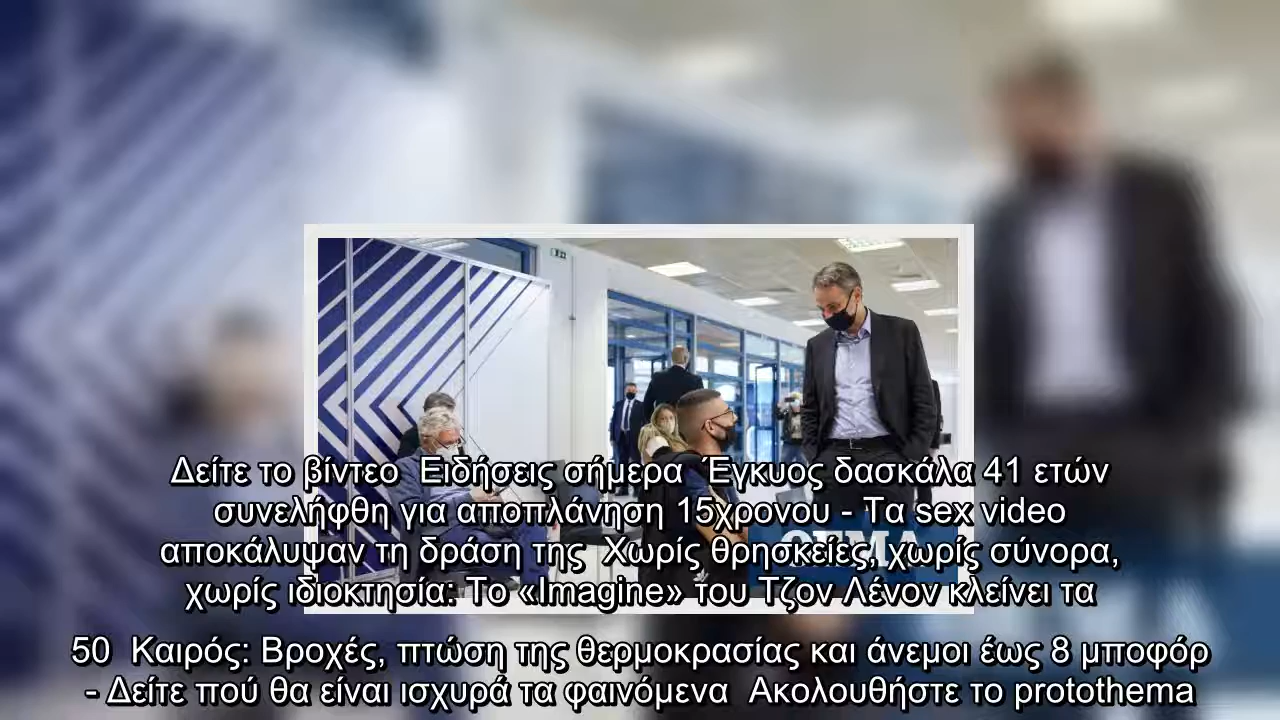 Δείτε το βίντεο Ειδήσεις σήμερα Έγκυος δασκάλα 41 ετών
συνελήφθη για αποπλάνηση 15χρονου - Τα sex video
αποκάλυψαν τη δράση της Χωρίς θρησκείες, χωρίς σύνορα,
χωρίς ιδιοκτησία: Το «Imagine» του Τζον Λένον κλείνει τα
50 Καιρός: Βροχές, πτώση της θερμοκρασίας και άνεμοι έως 8 μποφόρ
- Δείτε πού θα είναι ισχυρά τα φαινόμενα Ακολουθήστε το protothema